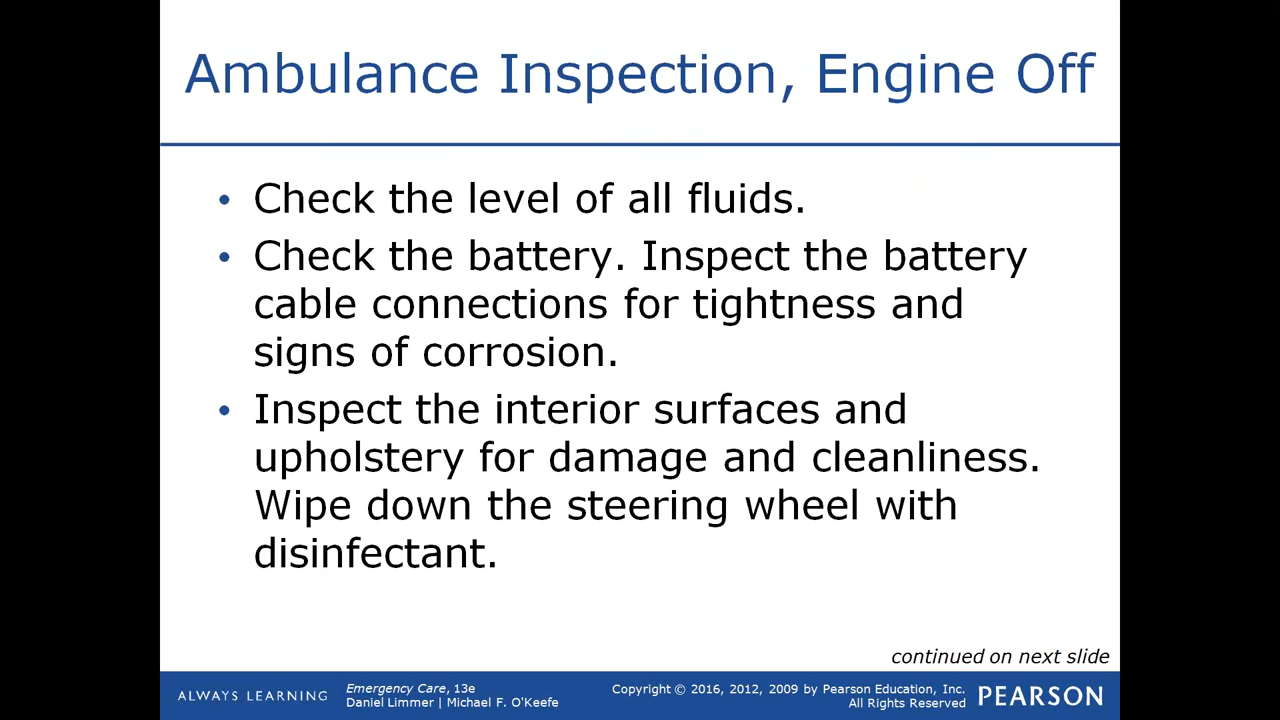 Ambulance Inspection, Engine Off
• Check the level of all fluids.
• Check the battery. Inspect the battery
cable connections for tightness and
signs of corrosion.
• Inspect the interior surfaces and
upholstery for damage and cleanliness.
Wipe down the steering wheel with
disinfectant.
continued on next slide
ALWAYS LEARNING
Emergency Care, 13e
Daniel Limmer | Michael F. O'Keefe
Copyright © 2016, 2012, 2009 by Pearson Education, Inc.
All Rights Reserved
PEARSON